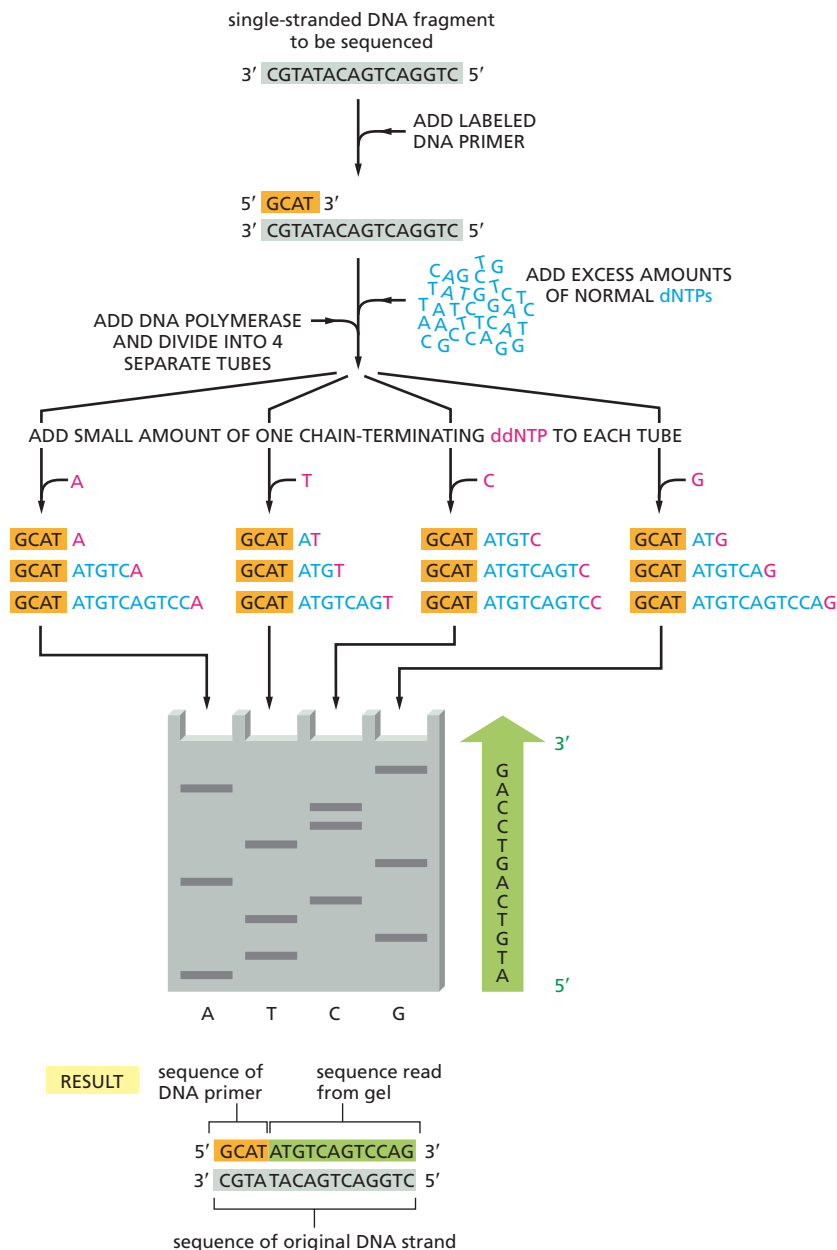 single-stranded DNA fragment
to be sequenced
3′ CGTATACAGTCAGGTC 5′
ADD LABELED
DNA PRIMER
5′ GCAT 3′
3′ CGTATACAGTCAGGTC 5′
ADD EXCESS AMOUNTS
OF NORMAL dNTPs
ADD DNA POLYMERASE
AND DIVIDE INTO 4
SEPARATE TUBES
ADD SMALL AMOUNT OF ONE CHAIN-TERMINATING ddNTP TO EACH TUBE
A T C G
GCAT A
GCAT ATGTCA
GCAT ATGTCAGTCCA
GCAT AT
GCAT ATGT
GCAT ATGTCAGT
GCAT ATGTC
GCAT ATGTCAGTC
GCAT ATGTCAGTCC
GCAT ATG
GCAT ATGTCAG
GCAT ATGTCAGTCCAG
3′
G
A
C
C
T
G
A
C
T
G
T
A
5′
A T C G
RESULT
sequence of
DNA primer
sequence read
from gel
5′ GCATATGTCAGTCCAG 3′
3′ CGTATACAGTCAGGTC 5′
sequence of original DNA strand